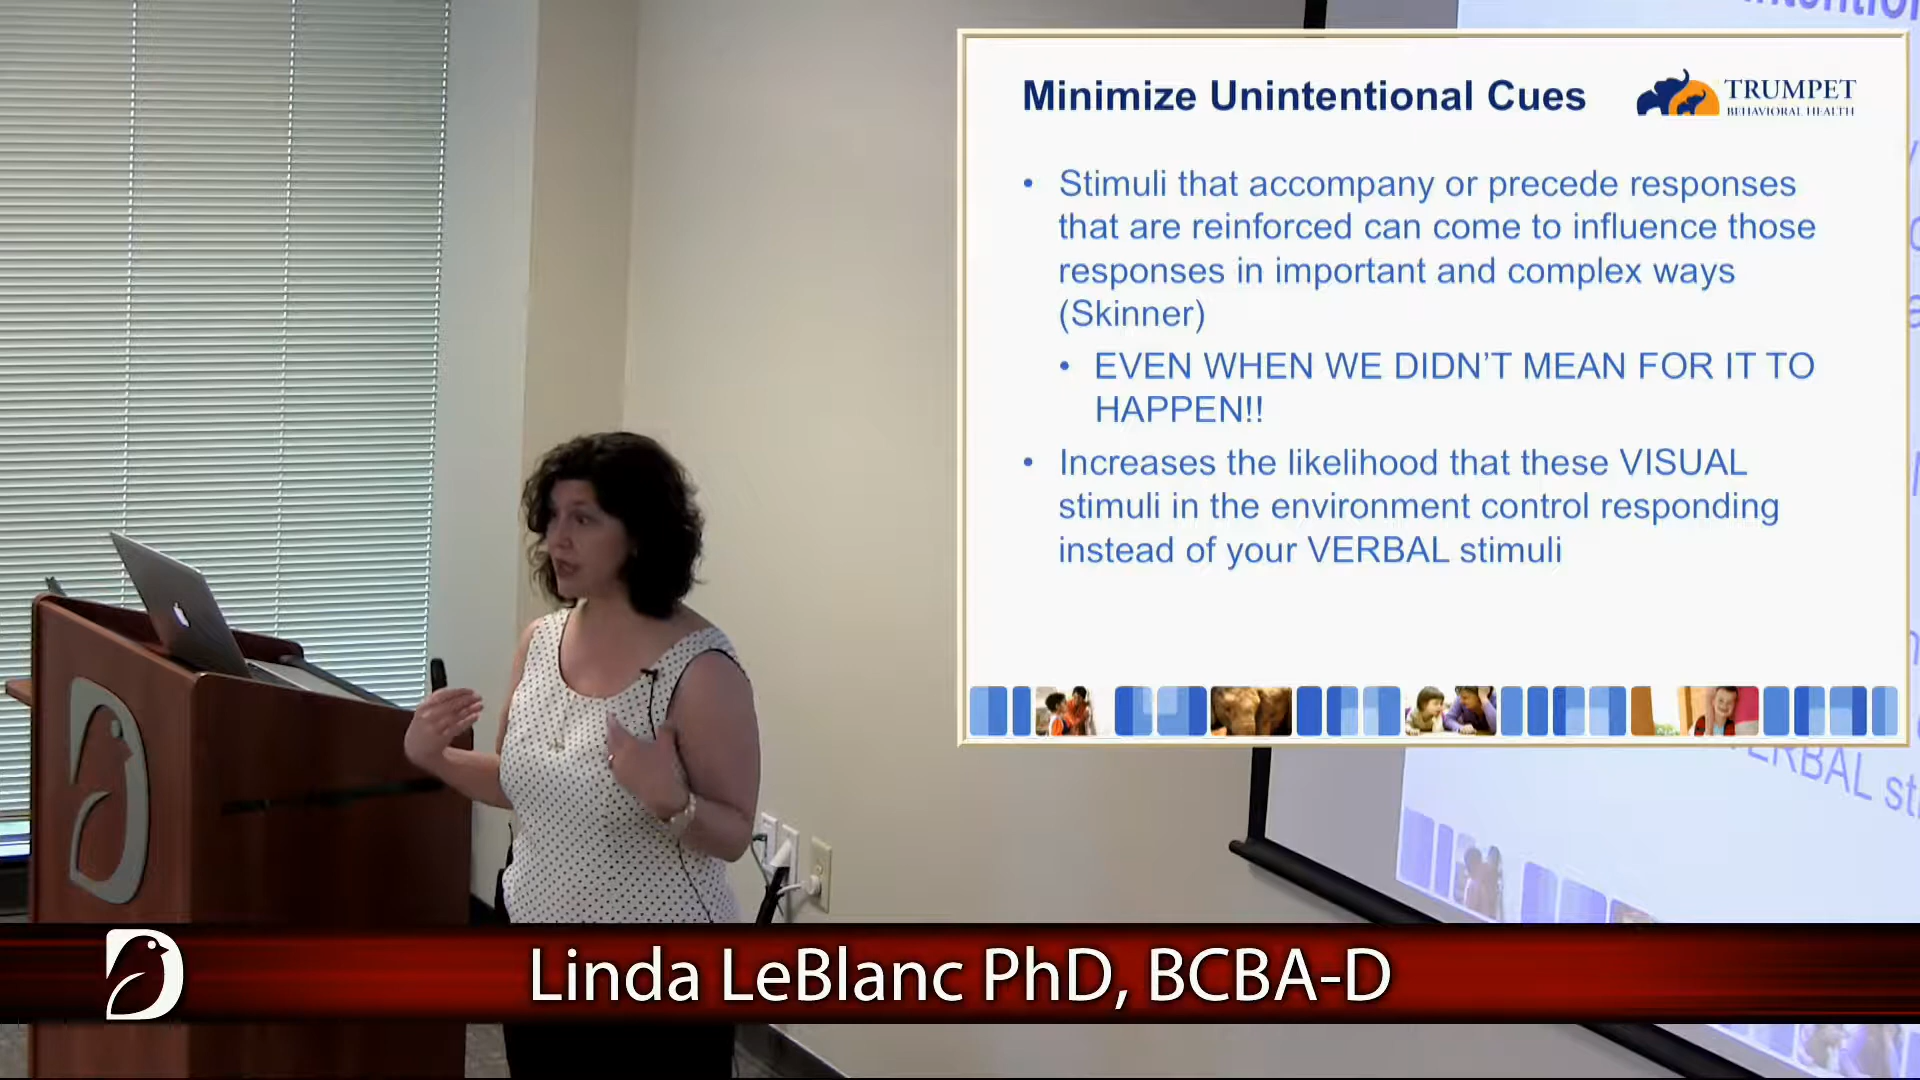 Minimize Unintentional Cues
TRUMPET
BEHAVIORAL HEALTH
• Stimuli that accompany or precede responses
that are reinforced can come to influence those
responses in important and complex ways
(Skinner)
• EVEN WHEN WE DIDN'T MEAN FOR IT TO
HAPPEN!!
• Increases the likelihood that these VISUAL
stimuli in the environment control responding
instead of your VERBAL stimuli
Linda LeBlanc PhD, BCBA-D